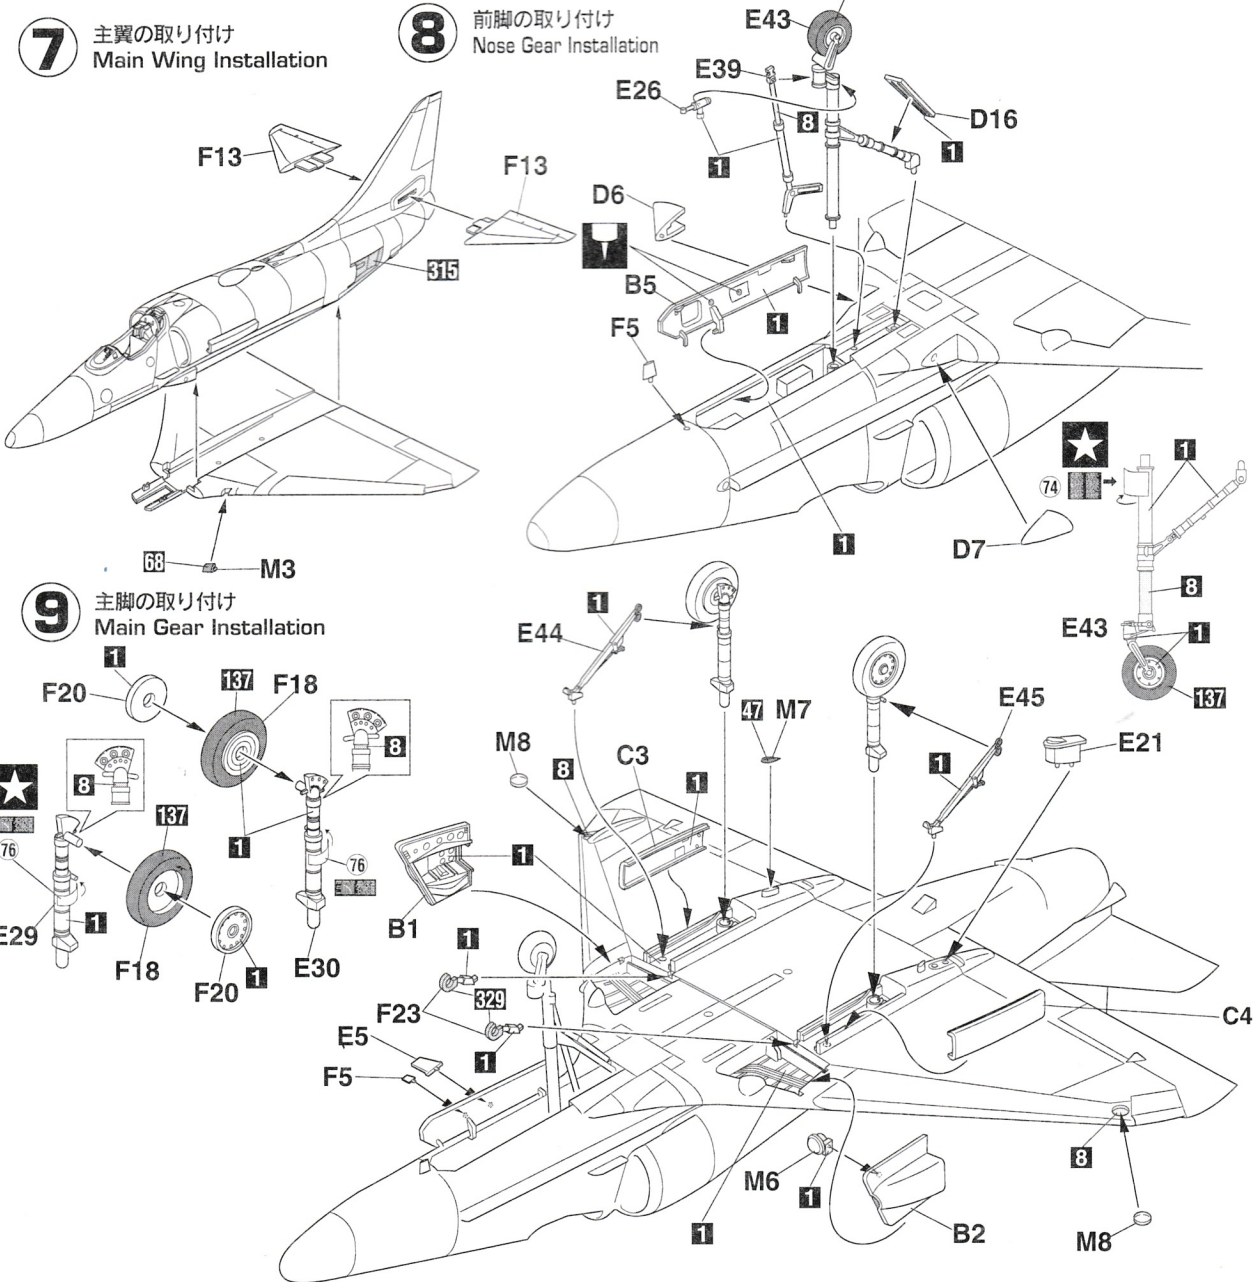 7
主翼の取り付け
Main Wing Installation
F13
F13
315
68
M3
8
前脚の取り付け
Nose Gear Installation
E43
E39
E26
8
1
D16
1
D6
B5
1
F5
1
D7
74
1
8
E43
1
137
9
主脚の取り付け
Main Gear Installation
1
F20
137
F18
8
8
137
76
1
76
E29
1
F18
F20
1
E30
E44
1
M8
8
C3
1
47
M7
E45
1
E21
B1
1
1
F23
329
1
E5
F5
C4
1
M6
1
B2
8
M8